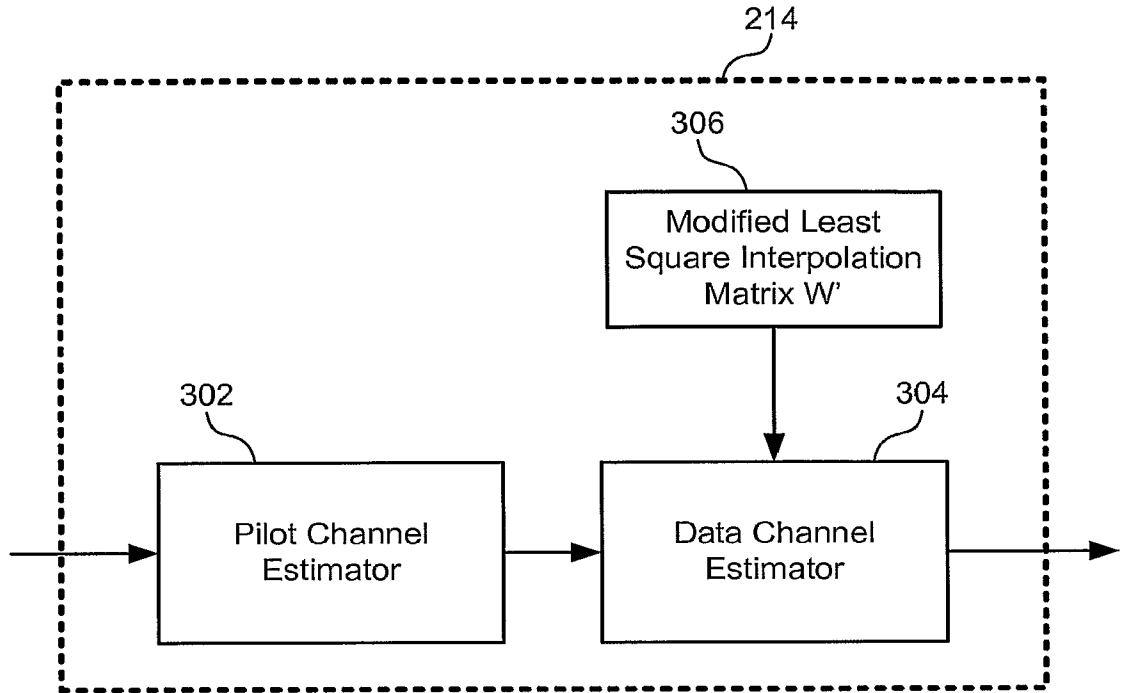 214
306
Modified Least
Square Interpolation
Matrix W’
302
304
Pilot Channel
Estimator
Data Channel
Estimator